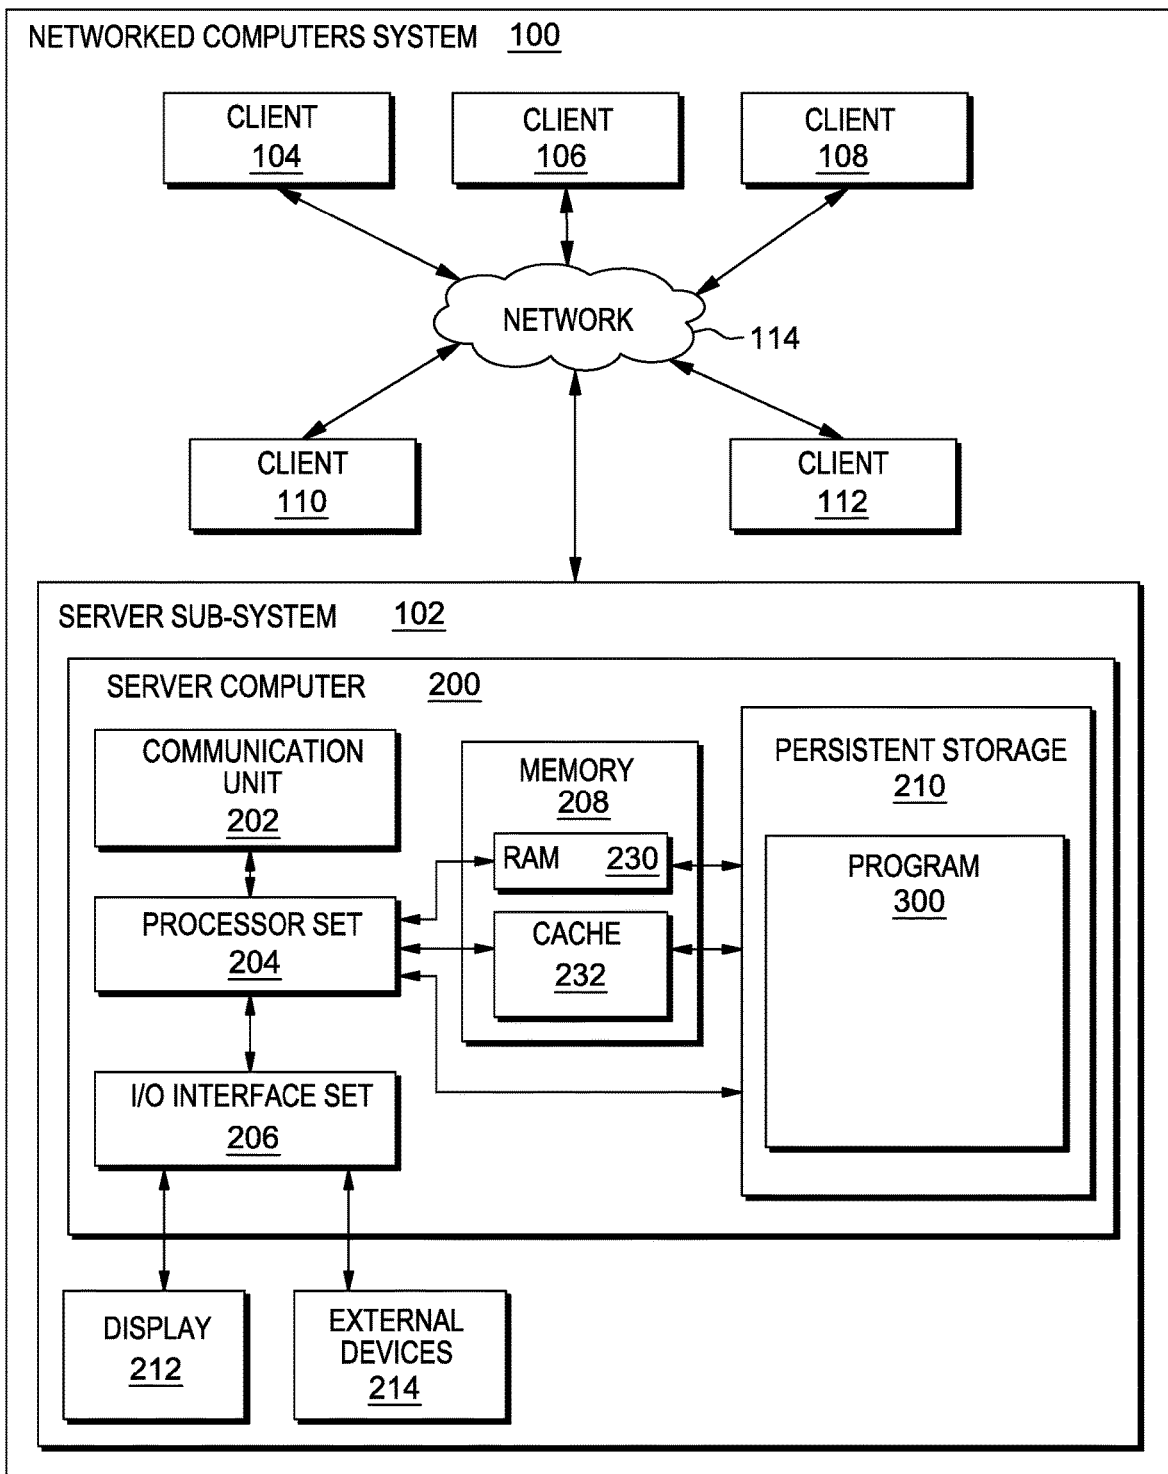 NETWORKED COMPUTERS SYSTEM 100
CLIENT
104
CLIENT
106
CLIENT
108
NETWORK
114
CLIENT
110
CLIENT
112
SERVER SUB-SYSTEM 102
SERVER COMPUTER 200
COMMUNICATION
UNIT
202
PROCESSOR SET
204
I/O INTERFACE SET
206
MEMORY
208
RAM 230
CACHE
232
PERSISTENT STORAGE
210
PROGRAM
300
DISPLAY
212
EXTERNAL
DEVICES
214